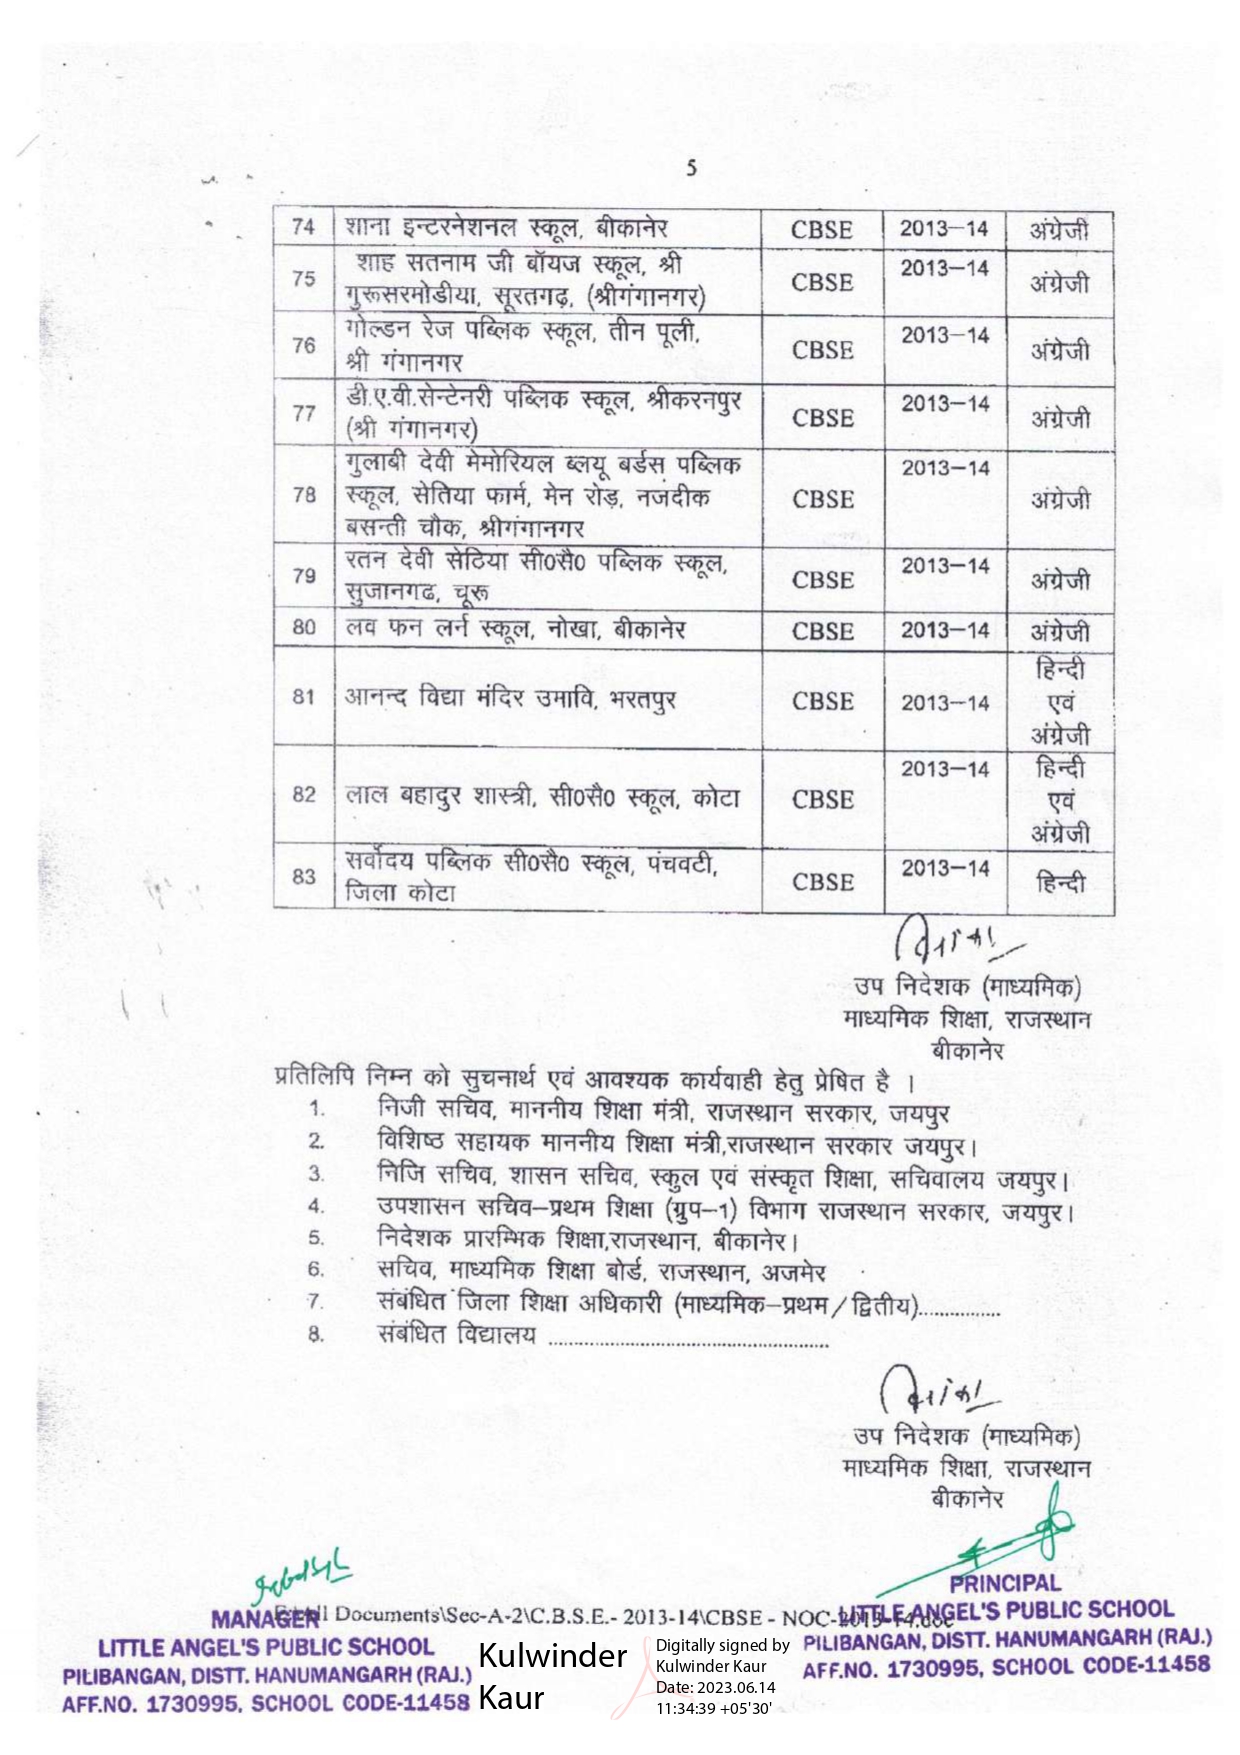 5
74 शाना इन्टरनेशनल स्कूल, बीकानेर CBSE 2013–14 अंग्रेजी
75 शाह सतनाम जी बॉयज स्कूल, श्री
गुरूसरमोडीया, सूरतगढ़, (श्रीगंगानगर) CBSE 2013–14 अंग्रेजी
76 गोल्डन रेज पब्लिक स्कूल, तीन पूली,
श्री गंगानगर CBSE 2013–14 अंग्रेजी
77 डी.ए.वी.सेन्टेनरी पब्लिक स्कूल, श्रीकरनपुर
(श्री गंगानगर) CBSE 2013–14 अंग्रेजी
78 गुलाबी देवी मेमोरियल ब्लयू बर्डस पब्लिक
स्कूल, सेतिया फार्म, मेन रोड़, नजदीक
बसन्ती चौक, श्रीगंगानगर CBSE 2013–14 अंग्रेजी
79 रतन देवी सेठिया सी0सै0 पब्लिक स्कूल,
सुजानगढ, चूरू CBSE 2013–14 अंग्रेजी
80 लव फन लर्न स्कूल, नोखा, बीकानेर CBSE 2013–14 अंग्रेजी
81 आनन्द विद्या मंदिर उमावि, भरतपुर CBSE 2013–14 हिन्दी
एवं
अंग्रेजी
82 लाल बहादुर शास्त्री, सी0सै0 स्कूल, कोटा CBSE 2013–14 हिन्दी
एवं
अंग्रेजी
83 सर्वोदय पब्लिक सी0सै0 स्कूल, पंचवटी,
जिला कोटा CBSE 2013–14 हिन्दी
उप निदेशक (माध्यमिक)
माध्यमिक शिक्षा, राजस्थान
बीकानेर
प्रतिलिपि निम्न को सुचनार्थ एवं आवश्यक कार्यवाही हेतु प्रेषित है ।
1. निजी सचिव, माननीय शिक्षा मंत्री, राजस्थान सरकार, जयपुर
2. विशिष्ठ सहायक माननीय शिक्षा मंत्री,राजस्थान सरकार जयपुर।
3. निजि सचिव, शासन सचिव, स्कुल एवं संस्कृत शिक्षा, सचिवालय जयपुर।
4. उपशासन सचिव–प्रथम शिक्षा (ग्रुप–1) विभाग राजस्थान सरकार, जयपुर।
5. निदेशक प्रारम्भिक शिक्षा,राजस्थान, बीकानेर।
6. सचिव, माध्यमिक शिक्षा बोर्ड, राजस्थान, अजमेर
7. संबंधित जिला शिक्षा अधिकारी (माध्यमिक–प्रथम/द्वितीय)...............
8. संबंधित विद्यालय ....................................................
उप निदेशक (माध्यमिक)
माध्यमिक शिक्षा, राजस्थान
बीकानेर
PRINCIPAL
LITTLE ANGEL'S PUBLIC SCHOOL
PILIBANGAN, DISTT. HANUMANGARH (RAJ.)
AFF.NO. 1730995, SCHOOL CODE-11458
Documents\Sec-A-2\C.B.S.E.- 2013-14\CBSE - NOC-2013-14.doc
MANAGER
LITTLE ANGEL'S PUBLIC SCHOOL
PILIBANGAN, DISTT. HANUMANGARH (RAJ.)
AFF.NO. 1730995, SCHOOL CODE-11458
Kulwinder
Kaur
Digitally signed by
Kulwinder Kaur
Date: 2023.06.14
11:34:39 +05'30'